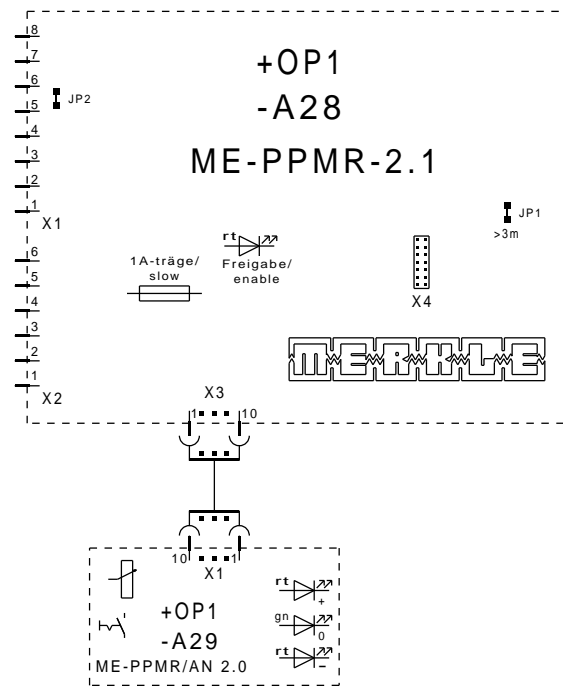 8
7
6
5
4
3
2
1
X1
JP2
+OP1
-A28
ME-PPMR-2.1
JP1
>3m
6
5
4
3
2
1
X2
1A-träge/
slow
rt
Freigabe/
enable
X4
MERKLE
X3
1
10
10
1
X1
+OP1
-A29
ME-PPMR/AN 2.0
rt
+
gn
0
rt
-